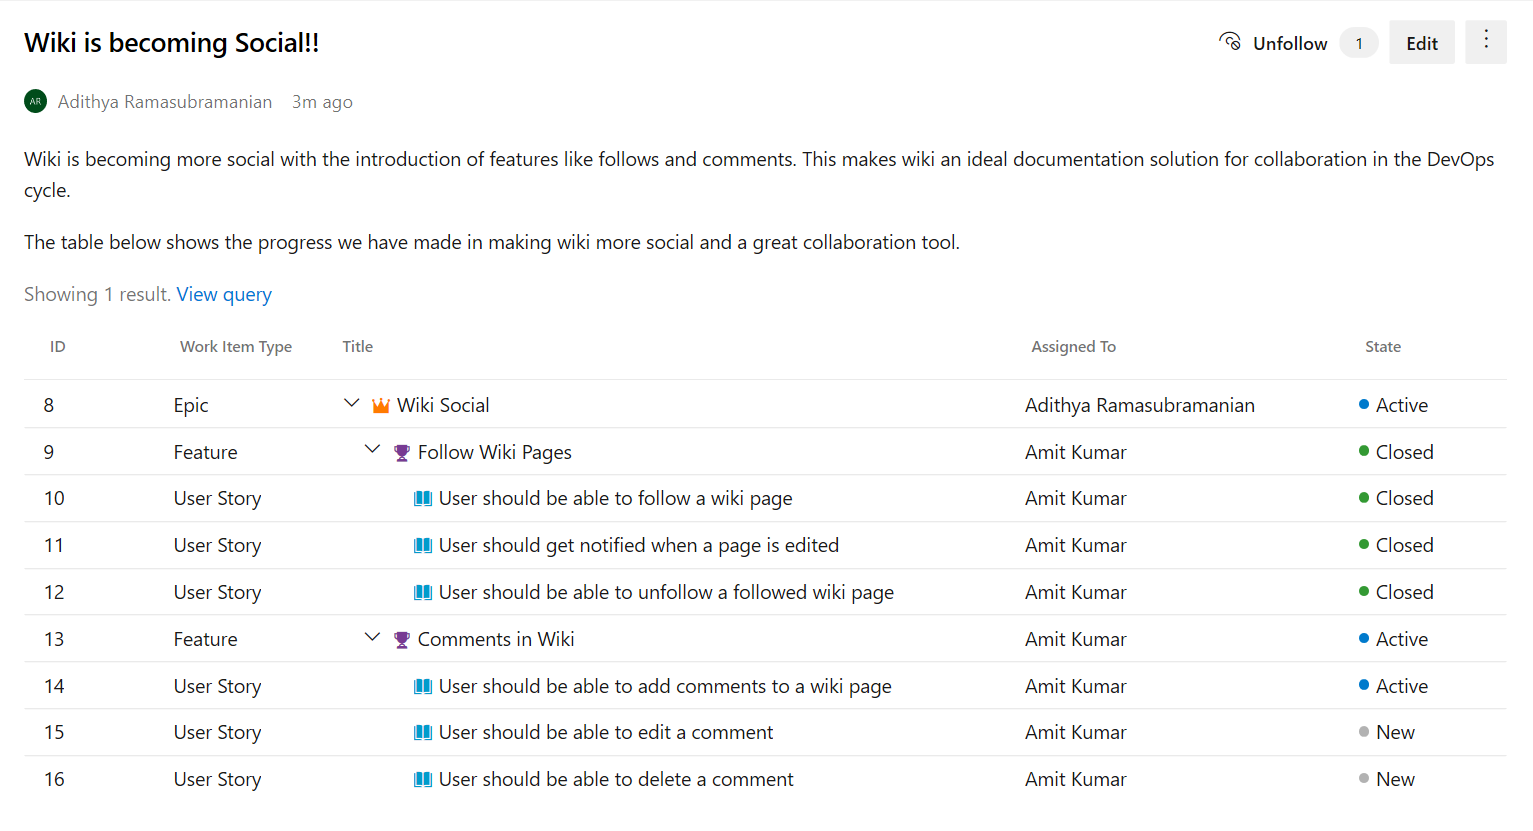 Wiki is becoming Social!!
Unfollow 1 Edit
AR Adithya Ramasubramanian 3m ago
Wiki is becoming more social with the introduction of features like follows and comments. This makes wiki an ideal documentation solution for collaboration in the DevOps
cycle.
The table below shows the progress we have made in making wiki more social and a great collaboration tool.
Showing 1 result. View query
ID Work Item Type Title Assigned To State
8 Epic Wiki Social Adithya Ramasubramanian Active
9 Feature Follow Wiki Pages Amit Kumar Closed
10 User Story User should be able to follow a wiki page Amit Kumar Closed
11 User Story User should get notified when a page is edited Amit Kumar Closed
12 User Story User should be able to unfollow a followed wiki page Amit Kumar Closed
13 Feature Comments in Wiki Amit Kumar Active
14 User Story User should be able to add comments to a wiki page Amit Kumar Active
15 User Story User should be able to edit a comment Amit Kumar New
16 User Story User should be able to delete a comment Amit Kumar New